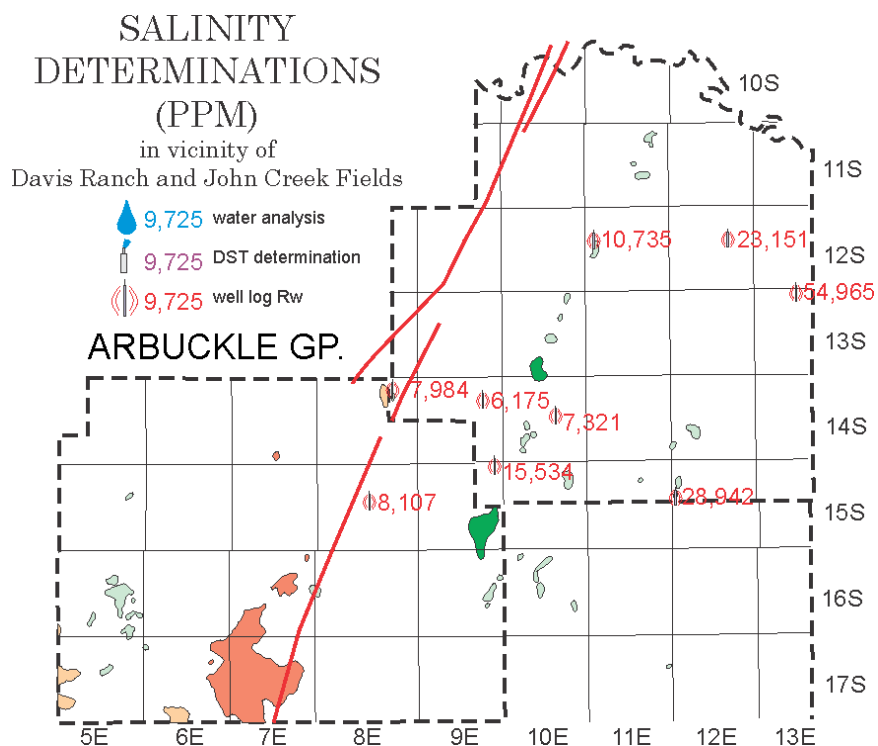 SALINITY
DETERMINATIONS
(PPM)
in vicinity of
Davis Ranch and John Creek Fields
9,725 water analysis
9,725 DST determination
9,725 well log Rw
ARBUCKLE GP.
10S
11S
10,735
23,151
12S
54,965
13S
7,984
6,175
7,321
14S
15,534
8,107
28,942
15S
16S
17S
5E
6E
7E
8E
9E
10E
11E
12E
13E